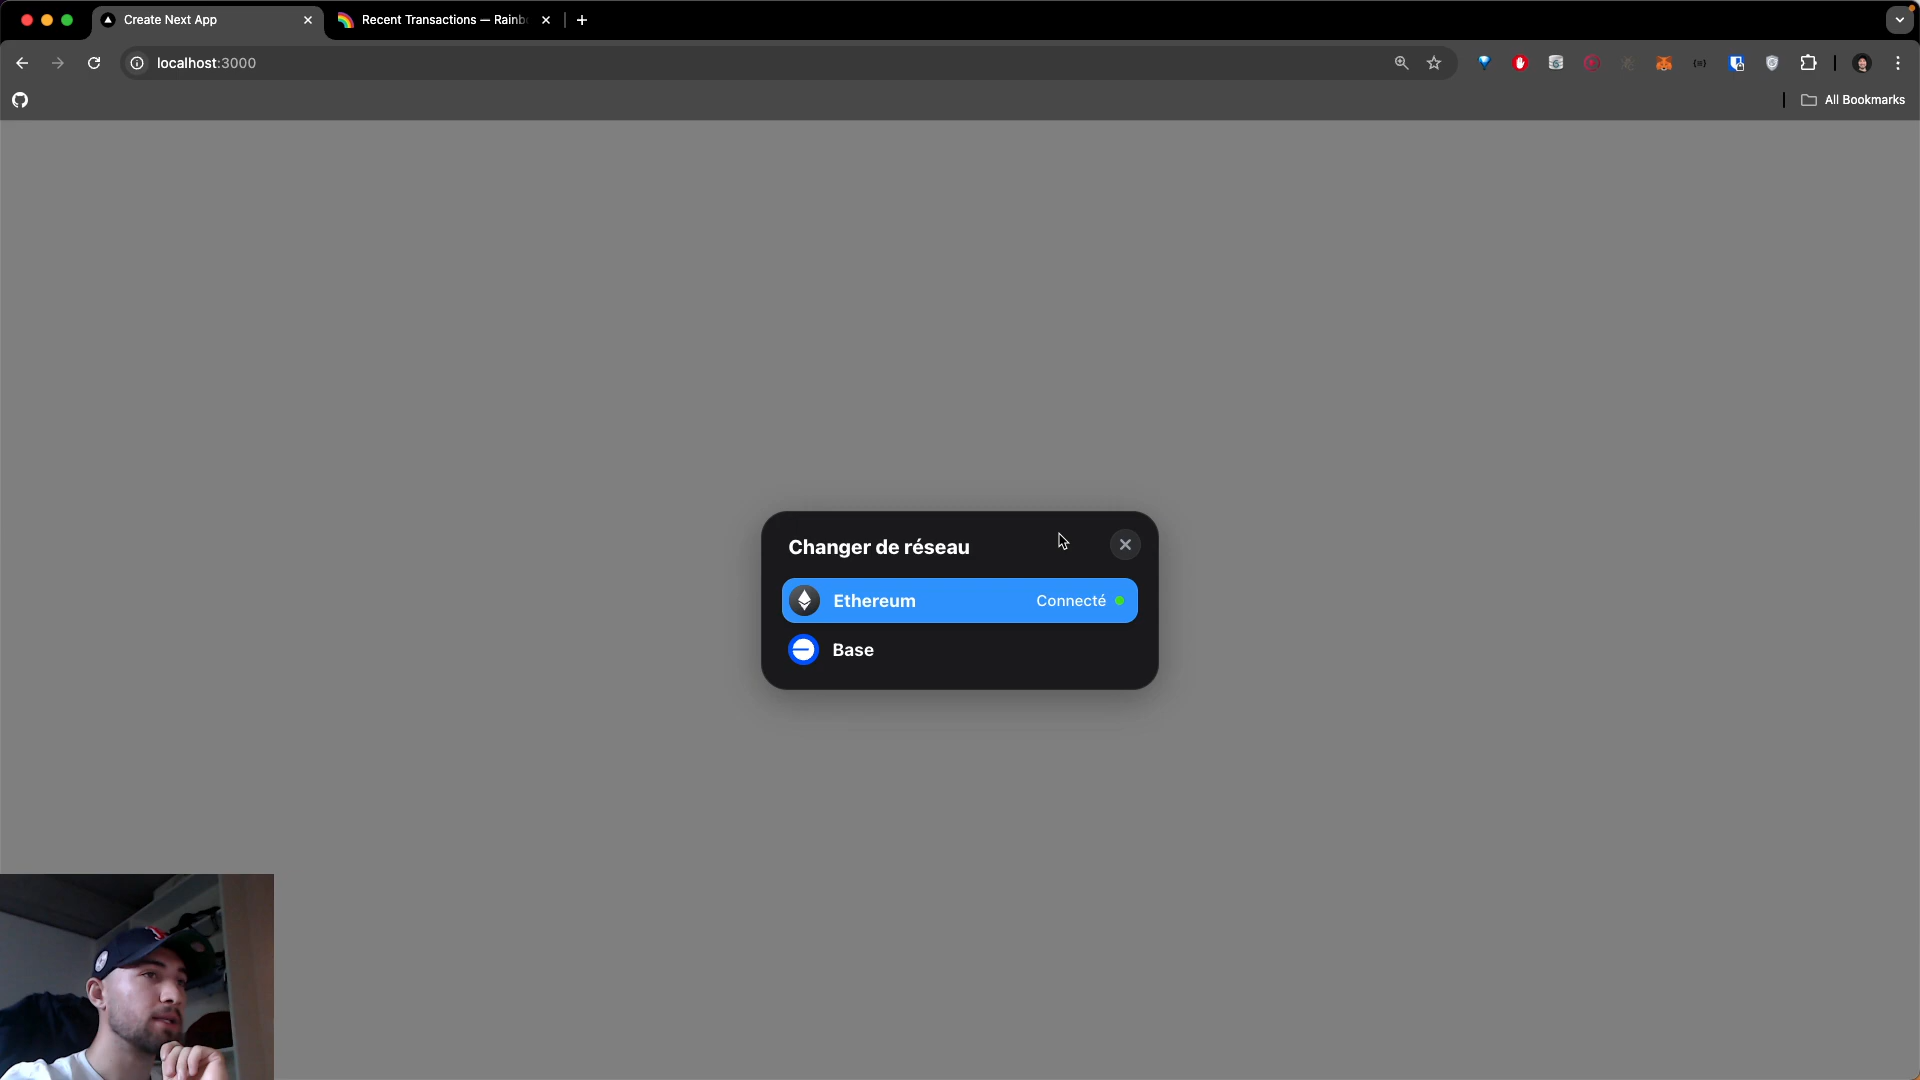 Create Next App
Recent Transactions — Rainb
localhost:3000
All Bookmarks
Changer de réseau
Ethereum
Connecté
Base